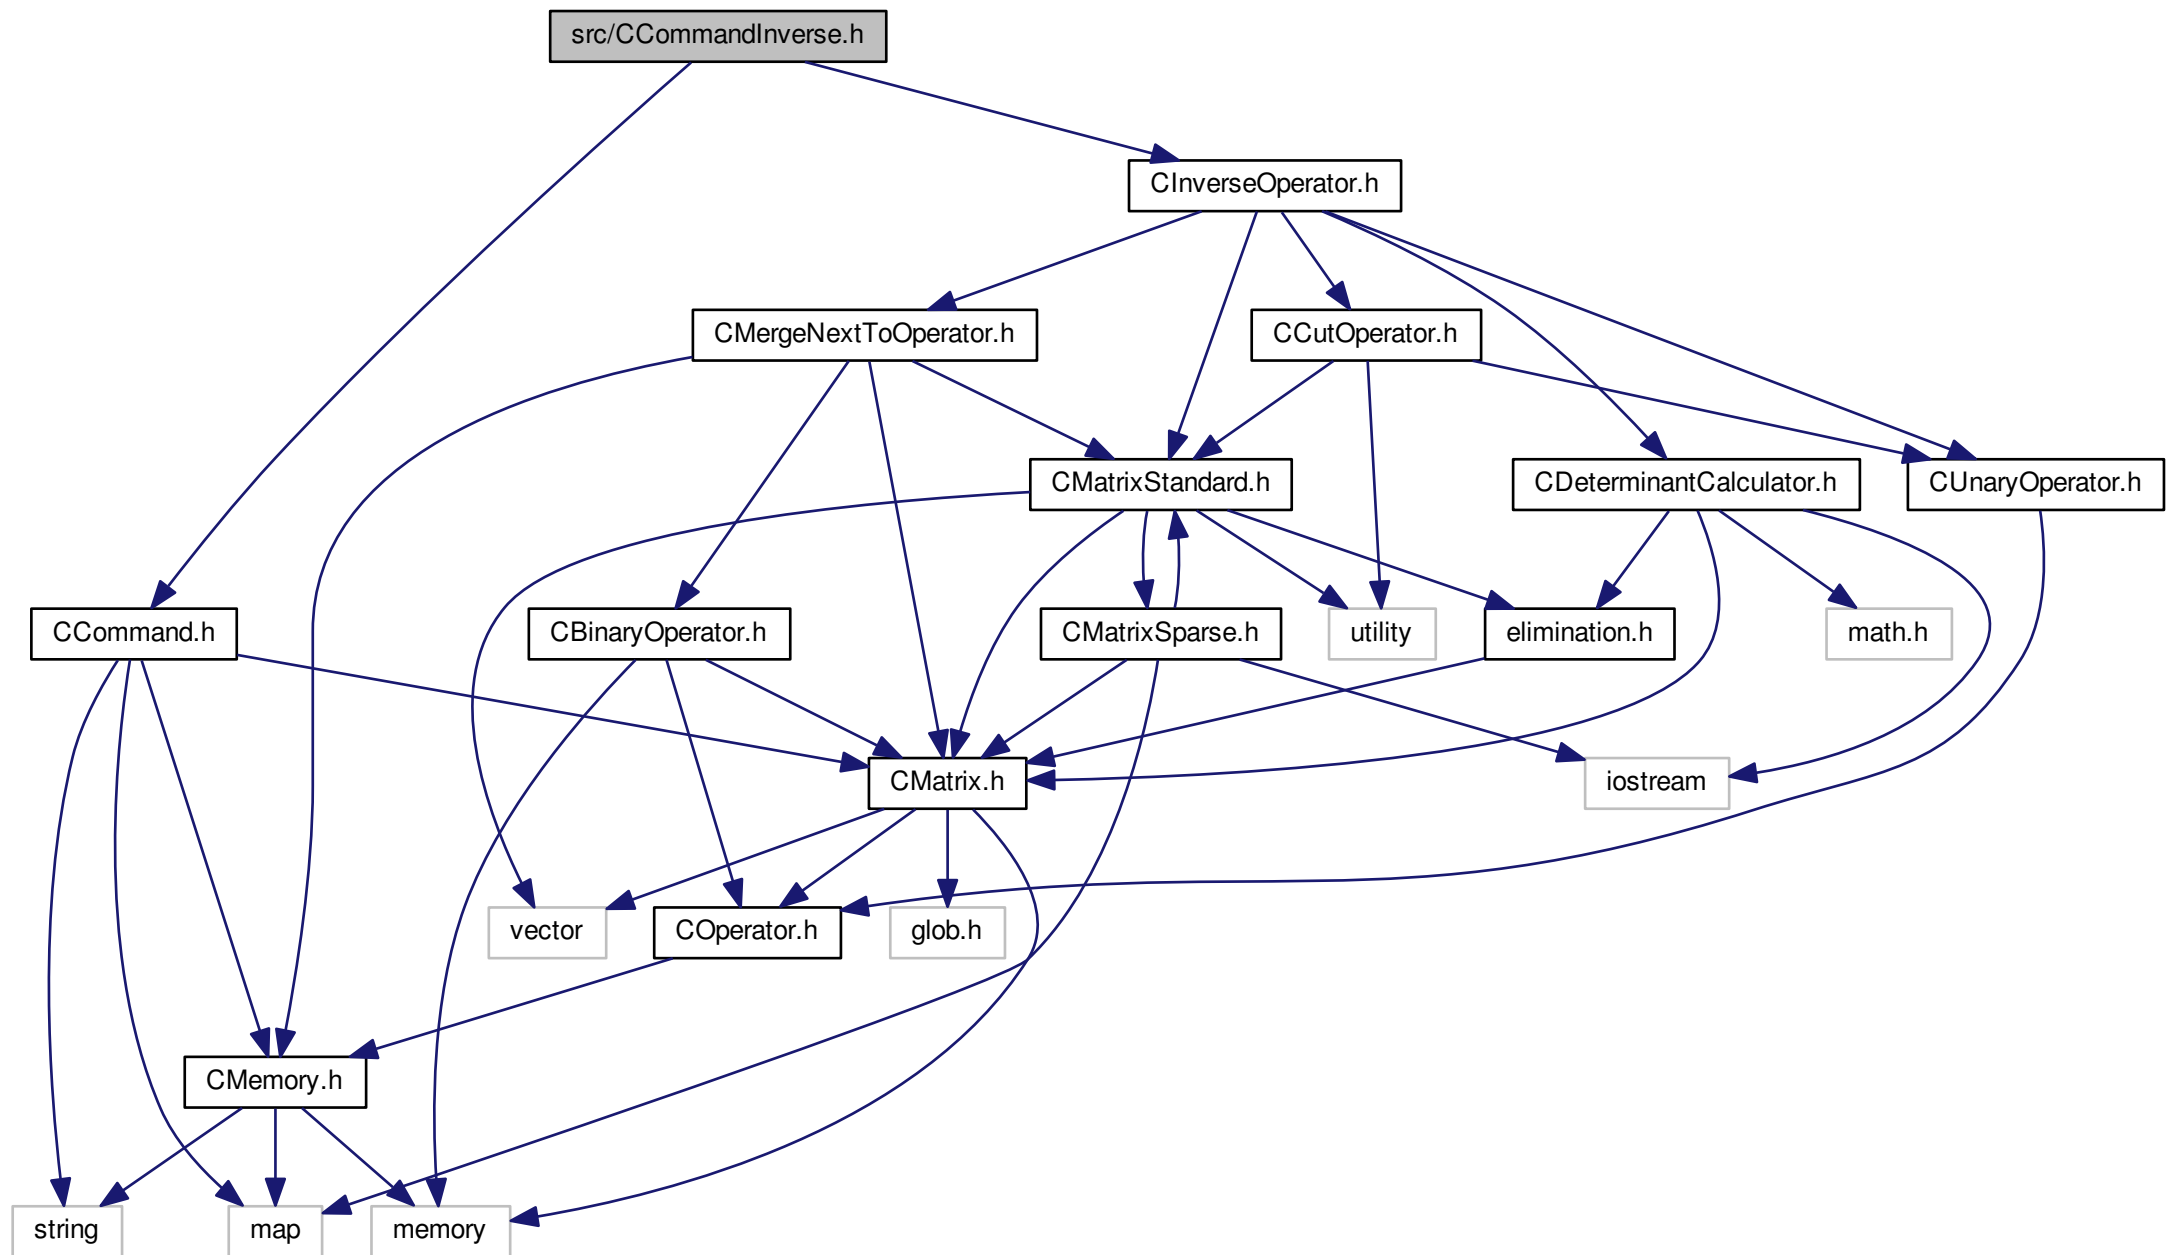 src/CCommandInverse.h
CInverseOperator.h
CMergeNextToOperator.h
CCutOperator.h
CMatrixStandard.h
CDeterminantCalculator.h
CUnaryOperator.h
CCommand.h
CBinaryOperator.h
CMatrixSparse.h
utility
elimination.h
math.h
CMatrix.h
iostream
vector
COperator.h
glob.h
CMemory.h
string
map
memory